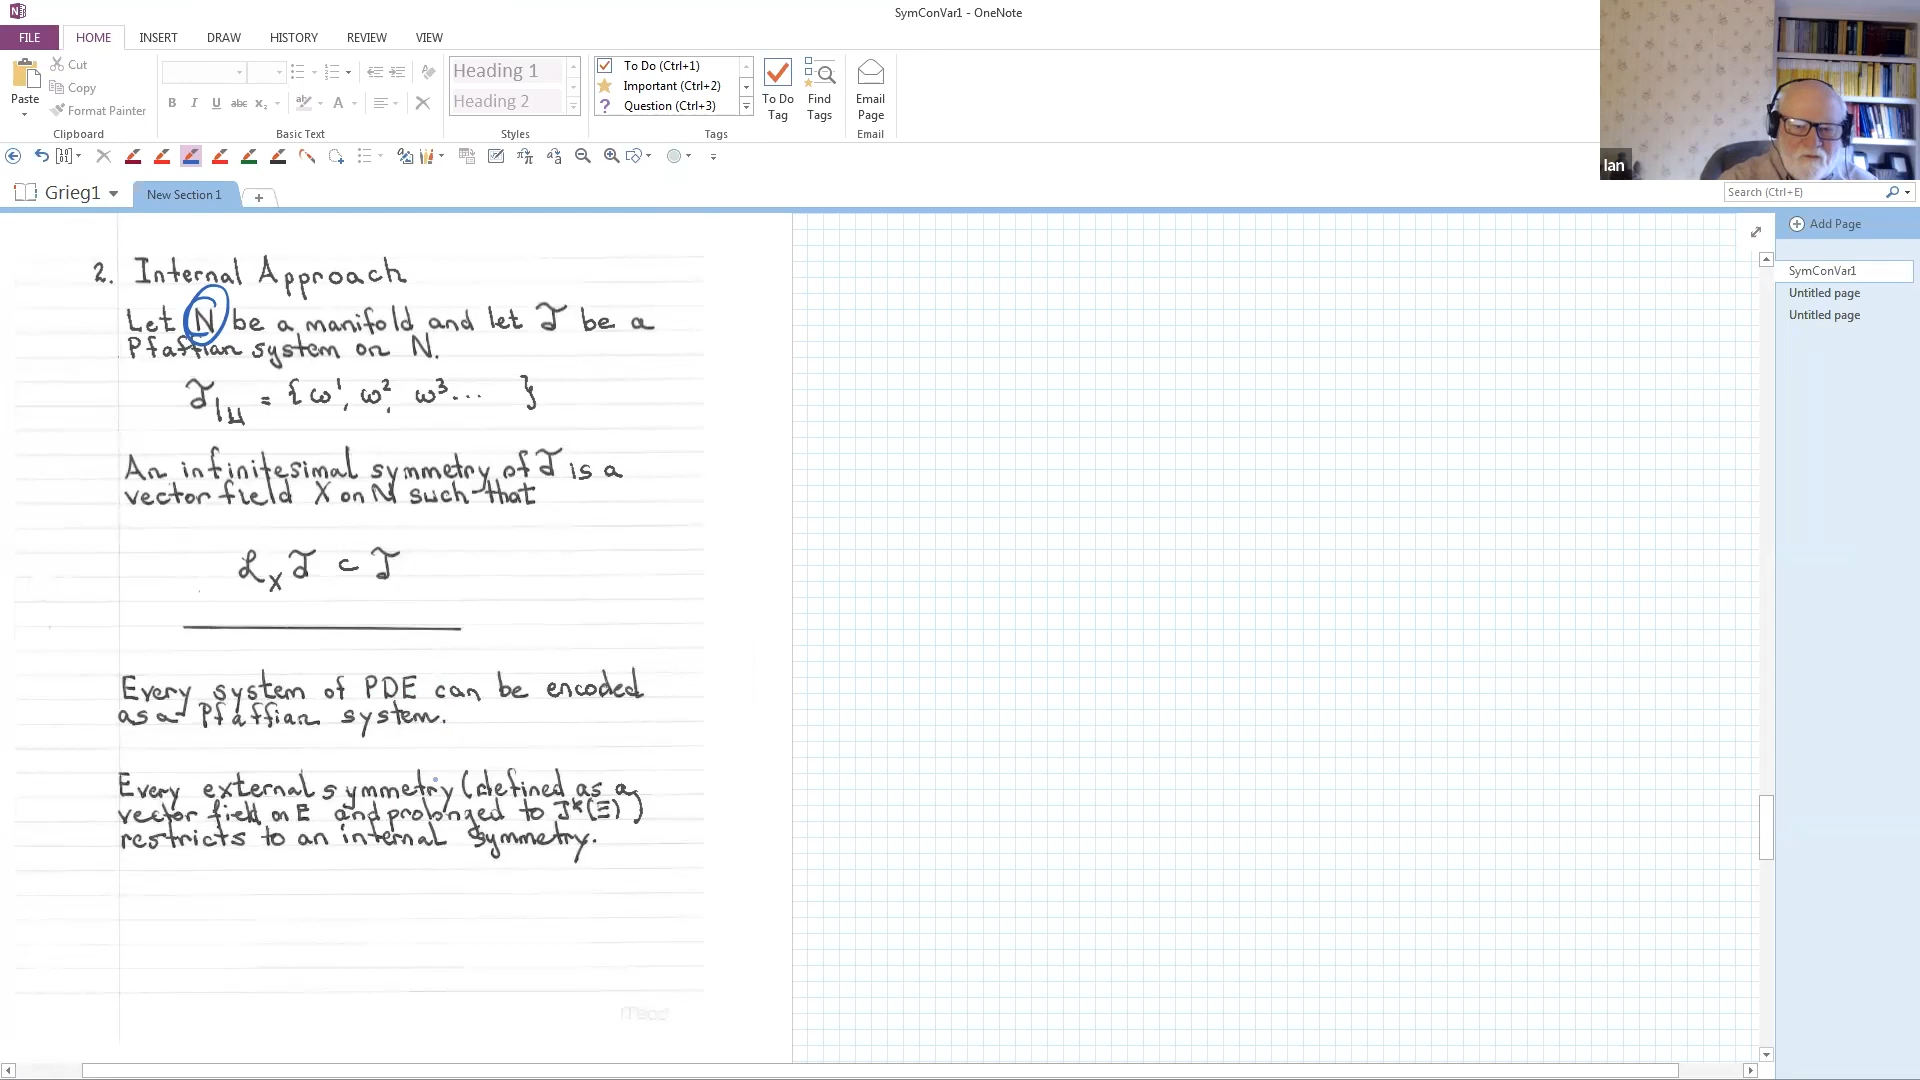 SymConVar1 - OneNote
FILE HOME INSERT DRAW HISTORY REVIEW VIEW
Paste
Cut
Copy
Format Painter
Clipboard
B I U abc x₂ A
Basic Text
Heading 1
Heading 2
Styles
To Do (Ctrl+1)
Important (Ctrl+2)
Question (Ctrl+3)
To Do Tag
Find Tags
Tags
Email Page
Email
Ian
Grieg1
New Section 1
Search (Ctrl+E)
Add Page
SymConVar1
Untitled page
Untitled page
2. Internal Approach
Let N be a manifold and let ℐ be a
Pfaffian system on N.
ℐ|U = {ω¹, ω², ω³... }
An infinitesimal symmetry of ℐ is a
vector field X on N such that
ℒ_X ℐ ⊂ ℐ
Every system of PDE can be encoded
as a Pfaffian system.
Every external symmetry (defined as a
vector field on E and prolonged to Jᵏ(E))
restricts to an internal symmetry.